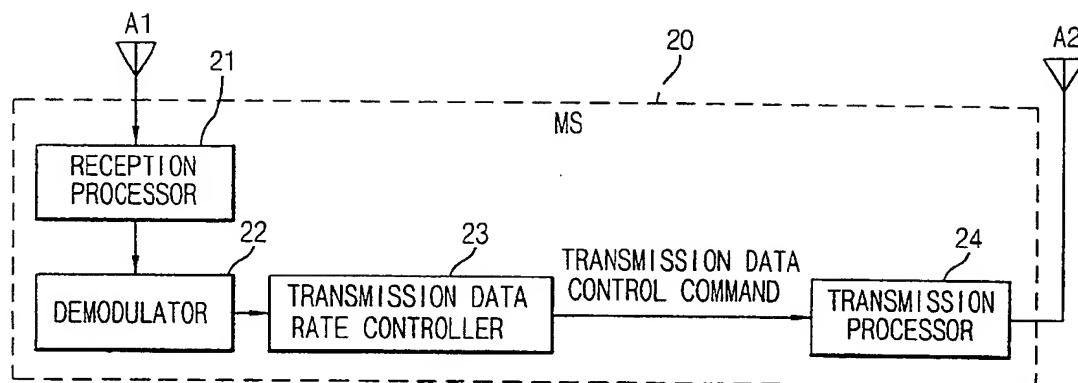 A1
A2
21
20
MS
RECEPTION
PROCESSOR
22
23
24
DEMODULATOR
TRANSMISSION DATA
RATE CONTROLLER
TRANSMISSION DATA
CONTROL COMMAND
TRANSMISSION
PROCESSOR